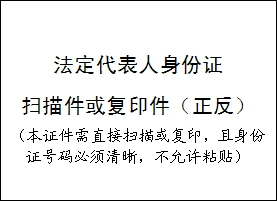 法定代表人身份证
扫描件或复印件（正反）
（本证件需直接扫描或复印，且身份
证号码必须清晰，不允许粘贴）